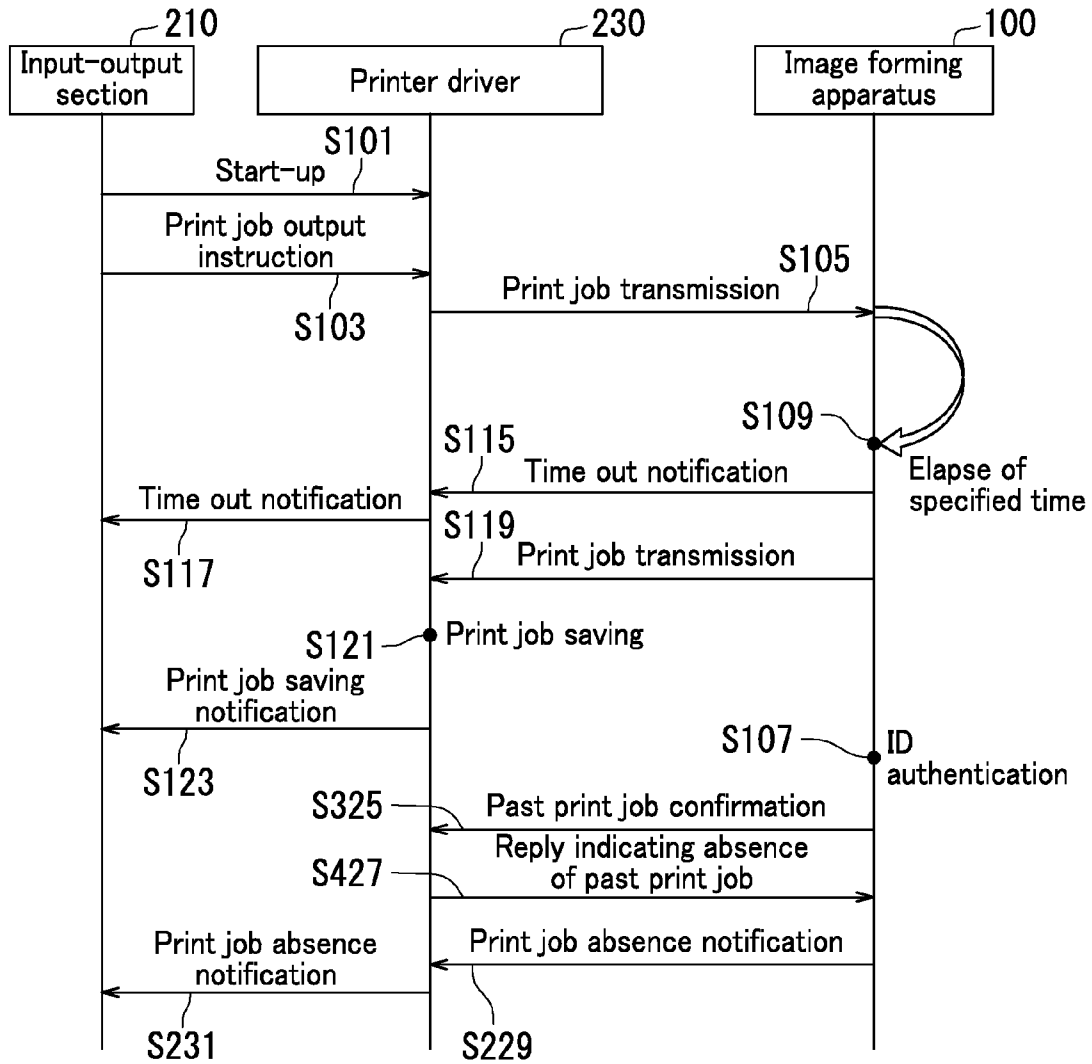 210
230
100
Input-output
section
Printer driver
Image forming
apparatus
S101
Start-up
Print job output
instruction
S103
S105
Print job transmission
S109
Elapse of
specified time
S115
Time out notification
Time out notification
S117
S119
Print job transmission
S121
Print job saving
Print job saving
notification
S123
S107
ID
authentication
S325
Past print job confirmation
Reply indicating absence
of past print job
S427
Print job absence notification
S229
Print job absence
notification
S231